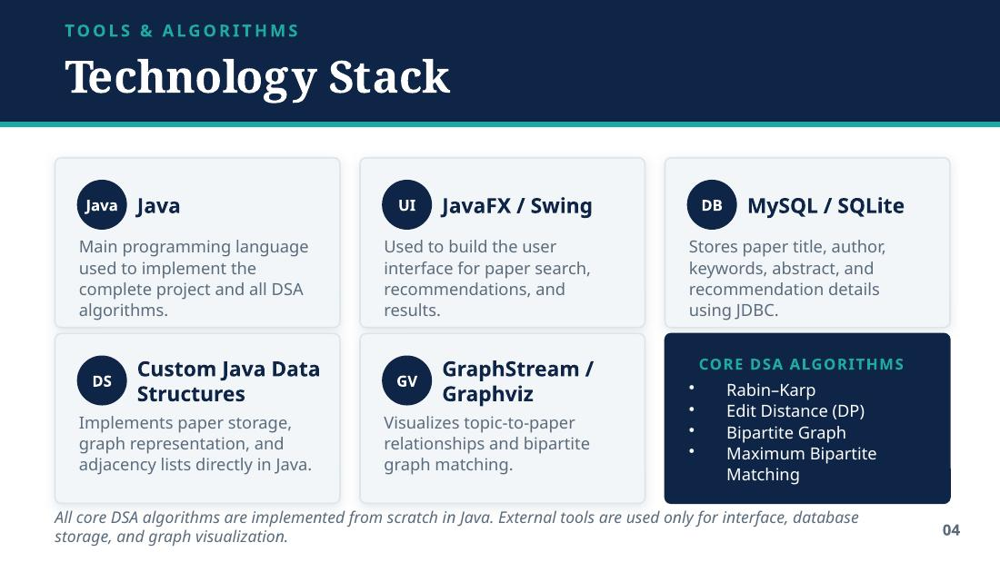 TOOLS & ALGORITHMS
Technology Stack
Java
Java
Main programming language
used to implement the
complete project and all DSA
algorithms.
UI
JavaFX / Swing
Used to build the user
interface for paper search,
recommendations, and
results.
DB
MySQL / SQLite
Stores paper title, author,
keywords, abstract, and
recommendation details
using JDBC.
DS
Custom Java Data
Structures
Implements paper storage,
graph representation, and
adjacency lists directly in Java.
GV
GraphStream /
Graphviz
Visualizes topic-to-paper
relationships and bipartite
graph matching.
CORE DSA ALGORITHMS
• Rabin–Karp
• Edit Distance (DP)
• Bipartite Graph
• Maximum Bipartite
Matching
All core DSA algorithms are implemented from scratch in Java. External tools are used only for interface, database
storage, and graph visualization.
04